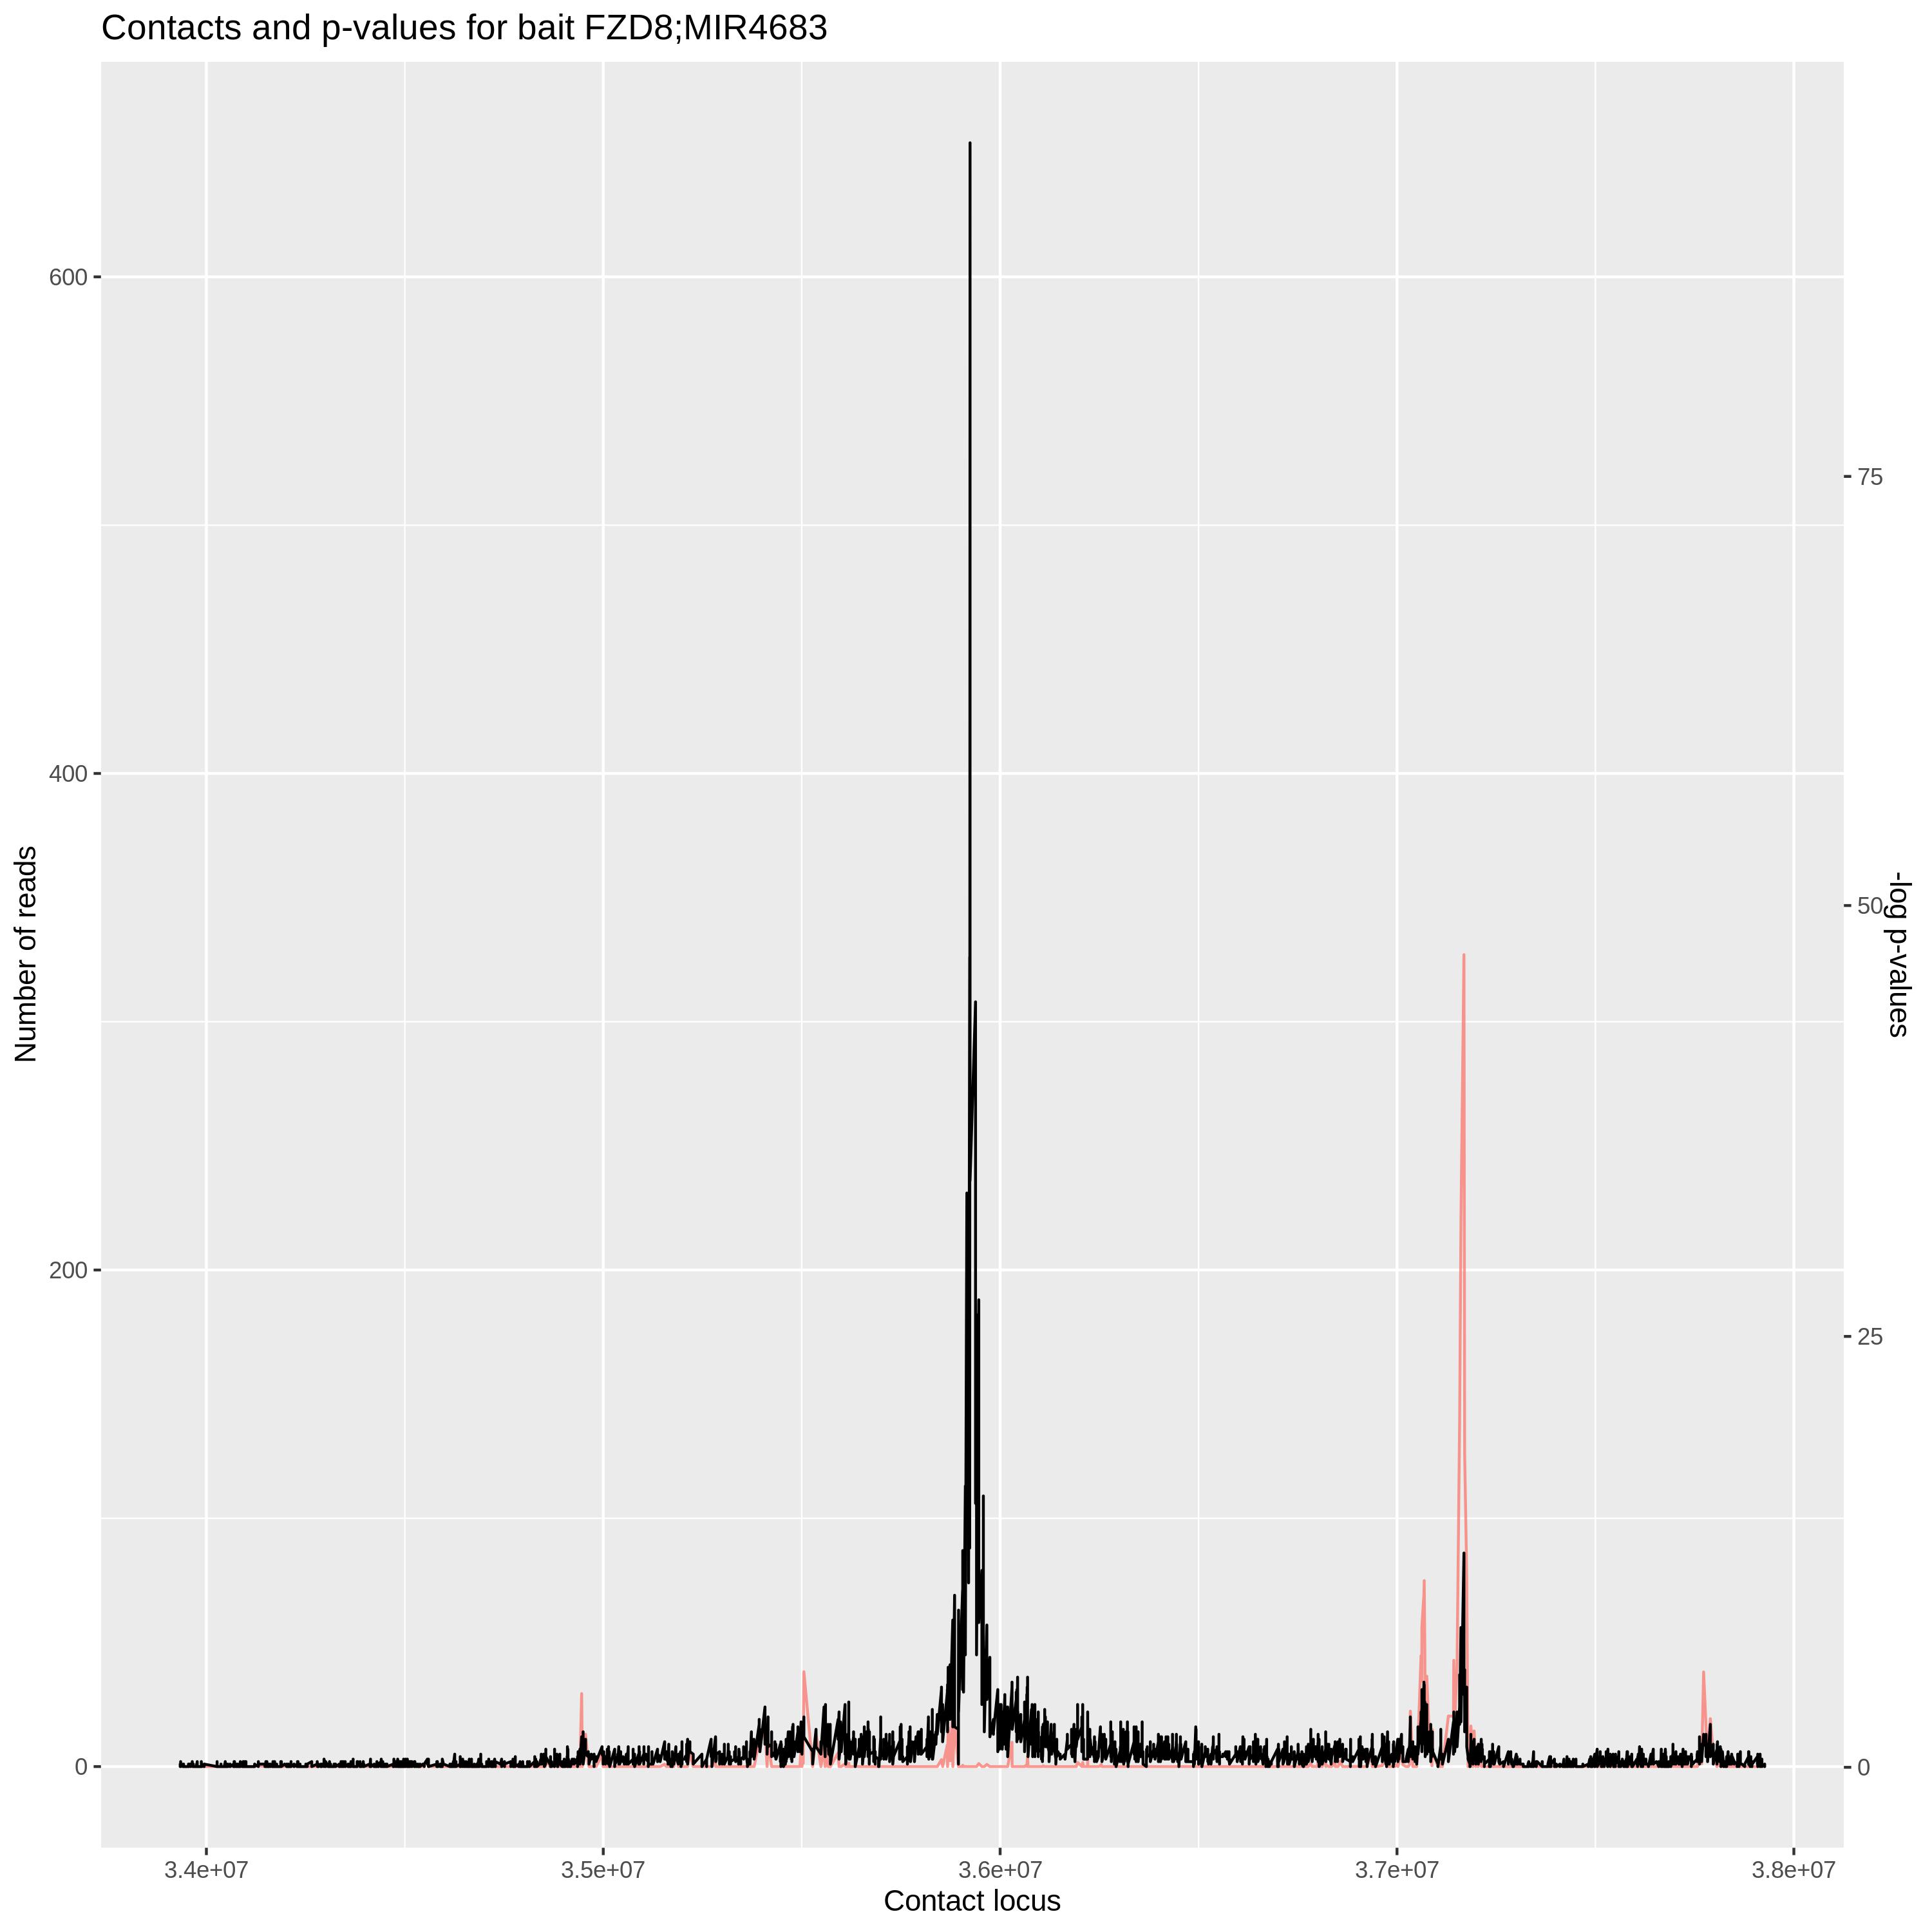 Contacts and p-values for bait FZD8;MIR4683
600
400
200
0
Number of reads
75
50
25
0
-log p-values
3.4e+07
3.5e+07
3.6e+07
3.7e+07
3.8e+07
Contact locus